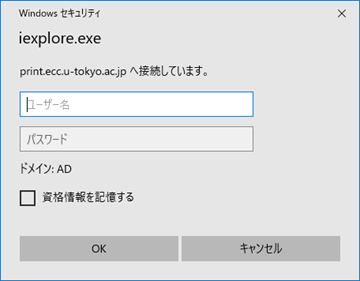 Windows セキュリティ
iexplore.exe
print.ecc.u-tokyo.ac.jp へ接続しています。
ユーザー名
パスワード
ドメイン: AD
資格情報を記憶する
OK キャンセル